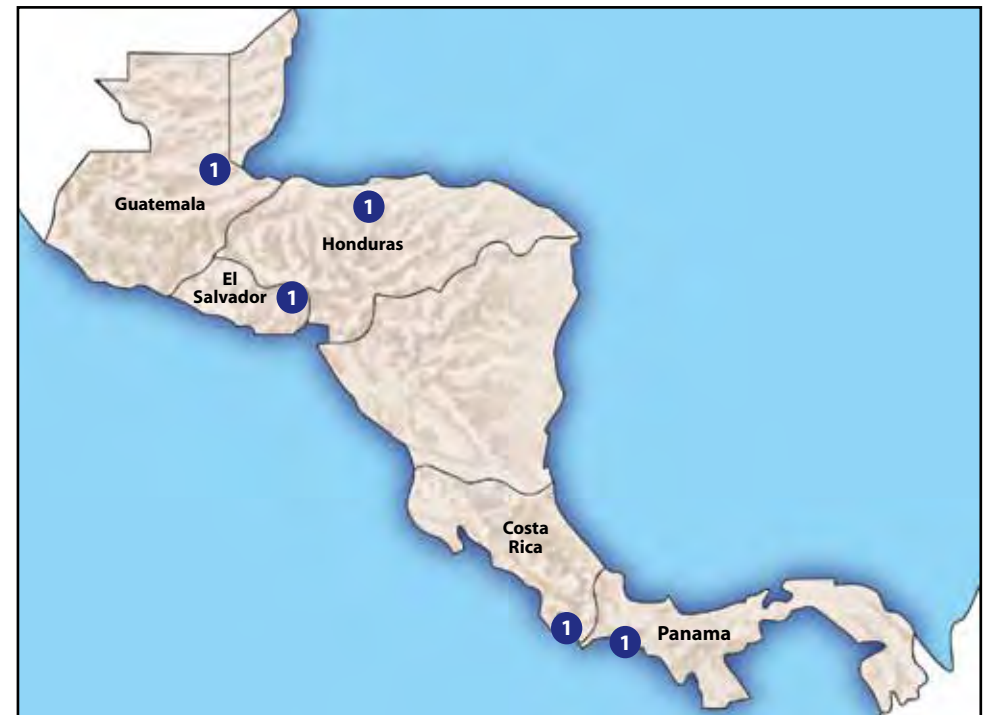 1
Guatemala
1
Honduras
El
Salvador
1
Costa
Rica
1
1
Panama